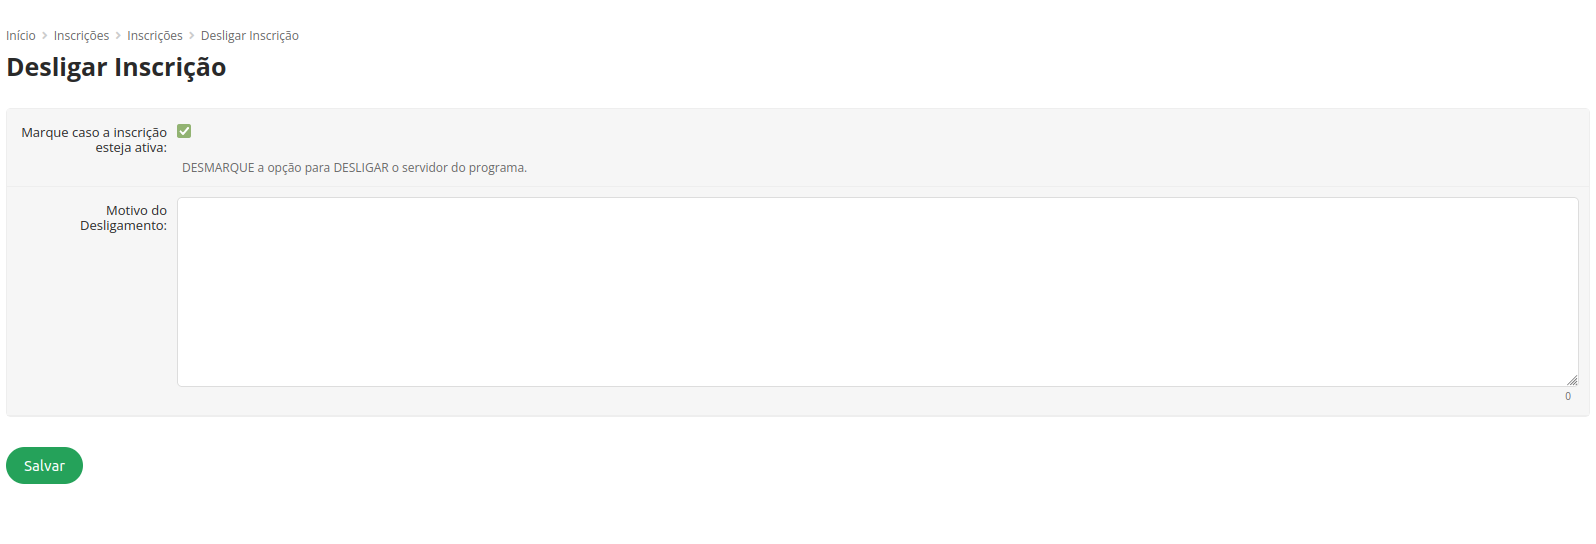 Início > Inscrições > Inscrições > Desligar Inscrição
Desligar Inscrição
Marque caso a inscrição
esteja ativa:
DESMARQUE a opção para DESLIGAR o servidor do programa.
Motivo do
Desligamento:
0
Salvar